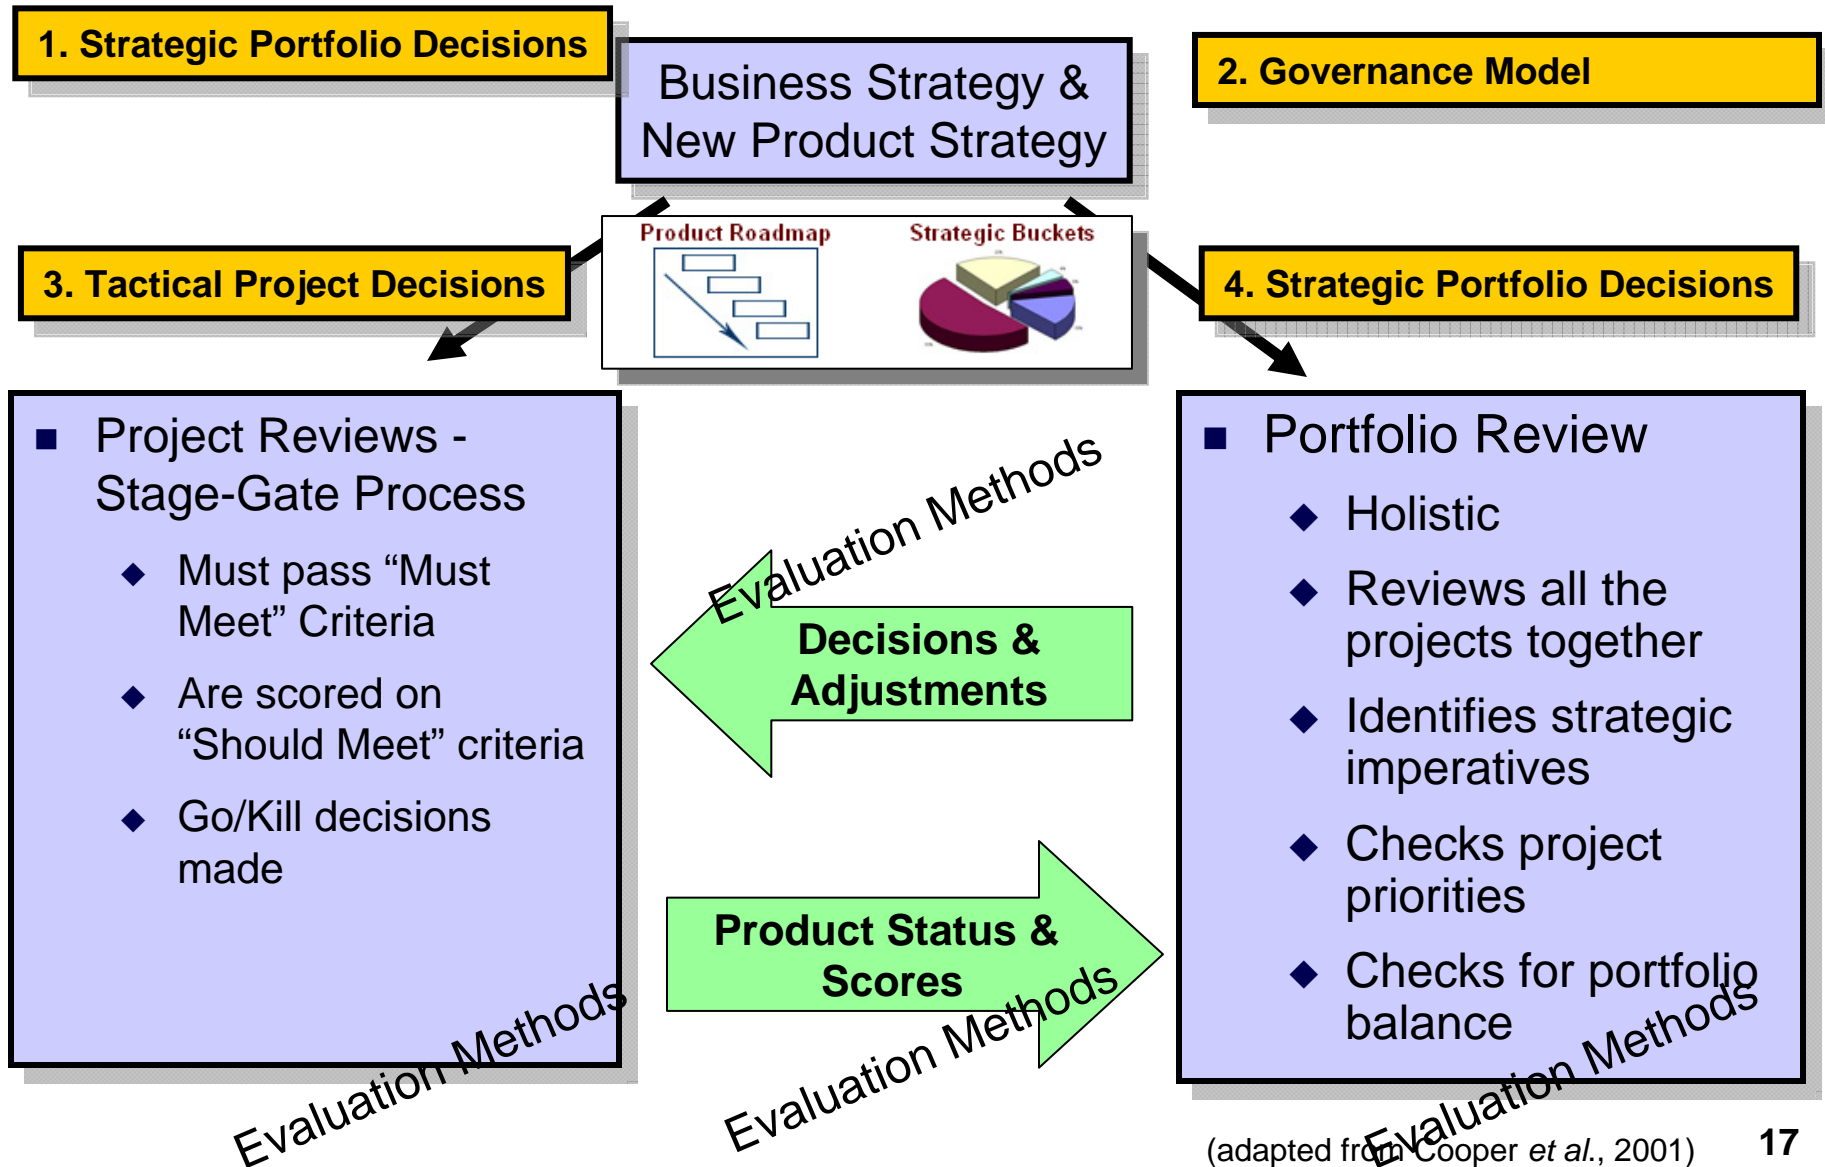 1. Strategic Portfolio Decisions
Business Strategy &
New Product Strategy
2. Governance Model
Product Roadmap
Strategic Buckets
3. Tactical Project Decisions
4. Strategic Portfolio Decisions
Project Reviews -
Stage-Gate Process
Must pass “Must
Meet” Criteria
Are scored on
“Should Meet” criteria
Go/Kill decisions
made
Evaluation Methods
Evaluation Methods
Decisions &
Adjustments
Product Status &
Scores
Evaluation Methods
Portfolio Review
Holistic
Reviews all the
projects together
Identifies strategic
imperatives
Checks project
priorities
Checks for portfolio
balance
Evaluation Methods
(adapted from Cooper et al., 2001)
17